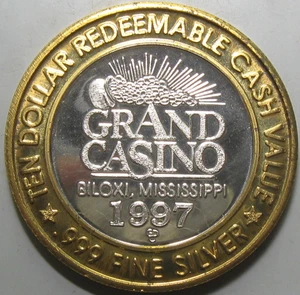 TEN DOLLAR REDEEMABLE CASH VALUE
GRAND
CASINO
BILOXI, MISSISSIPPI
1997
.999 FINE SILVER